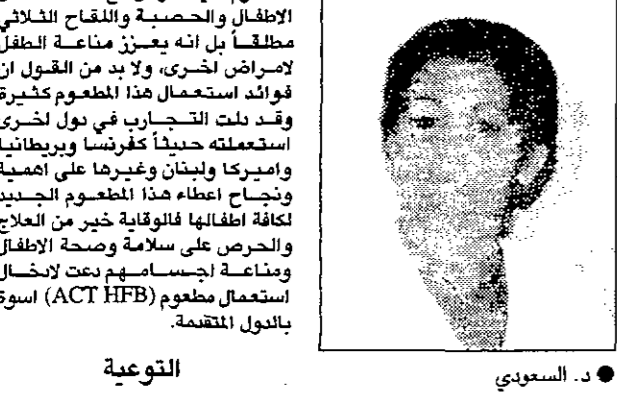 الاطفال والحصبة واللقاح الثلاثي
مطلقاً بل انه يعزز مناعة الطفل
لامراض اخرى، ولا بد من القول ان
فوائد استعمال هذا المطعوم كثيرة
وقد دلت التجارب في دول اخرى
استعملته حديثاً كفرنسا وبريطانيا
واميركا ولبنان وغيرها على اهمية
ونجاح اعطاء هذا المطعوم الجديد
لكافة اطفالها فالوقاية خير من العلاج
والحرص على سلامة وصحة الاطفال
ومناعة اجسامهم دعت لادخال
استعمال مطعوم (ACT HFB) اسوة
بالدول المتقدمة.
التوعية
● د. السعودي